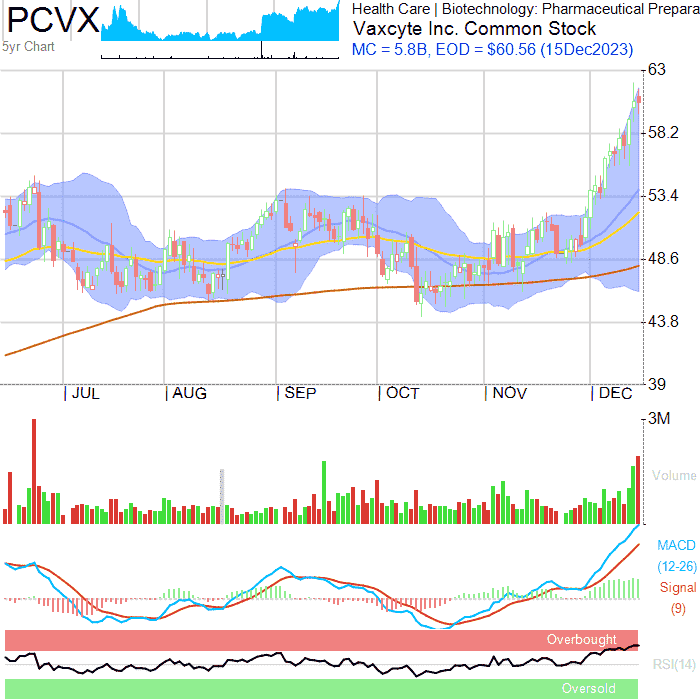 PCVX
5yr Chart
Health Care | Biotechnology: Pharmaceutical Prepara
Vaxcyte Inc. Common Stock
MC = 5.8B, EOD = $60.56 (15Dec2023)
63
58.2
53.4
48.6
43.8
39
| JUL | AUG | SEP | OCT | NOV | DEC
3M
Volume
MACD
(12-26)
Signal
(9)
Overbought
RSI(14)
Oversold